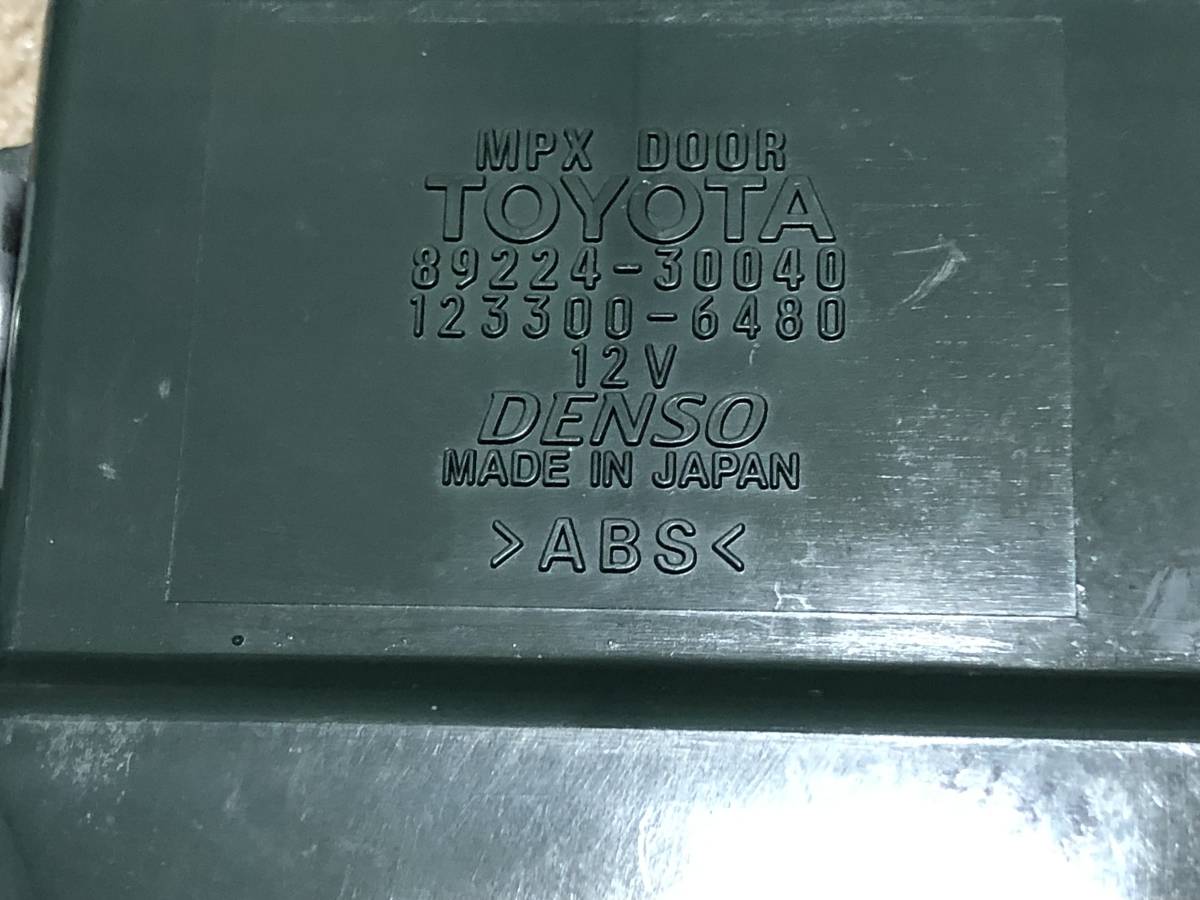 MPX DOOR
TOYOTA
89224-30040
123300-6480
12V
DENSO
MADE IN JAPAN
>ABS<